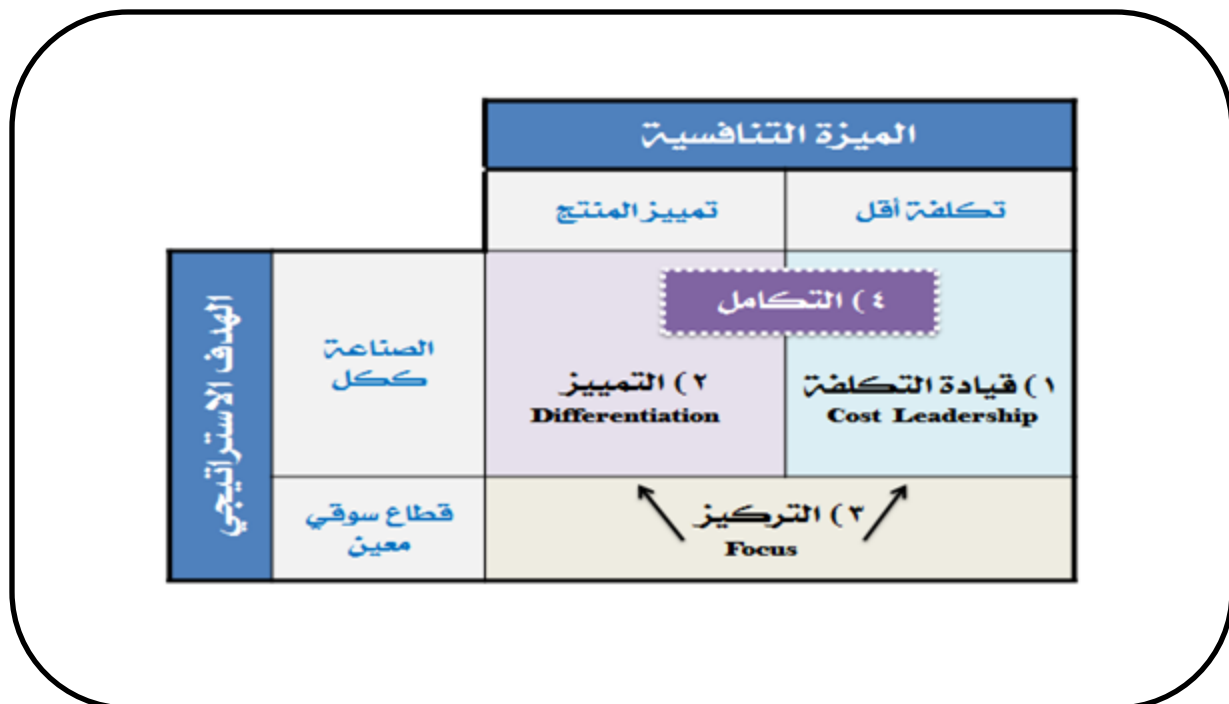 الميزة التنافسية
تكلفة أقل
تمييز المنتج
الهدف الاستراتيجي
الصناعة
ككل
٤) التكامل
١) قيادة التكلفة
Cost Leadership
٢) التمييز
Differentiation
قطاع سوقي
معين
٣) التركيز
Focus